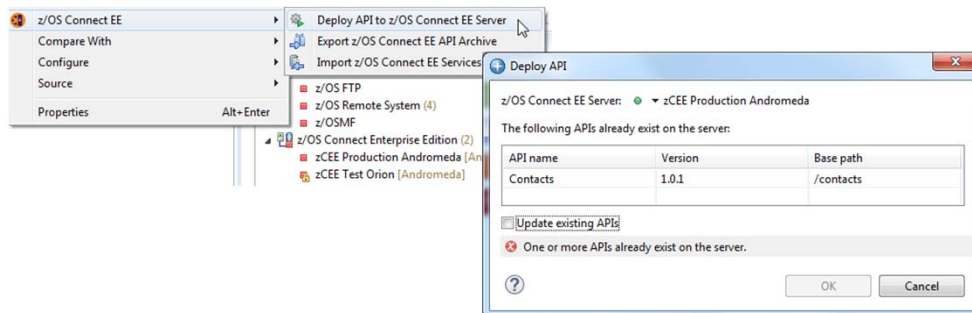 z/OS Connect EE
Compare With
Configure
Source
Properties Alt+Enter
Deploy API to z/OS Connect EE Server
Export z/OS Connect EE API Archive
Import z/OS Connect EE Services
z/OS FTP
z/OS Remote System (4)
z/OSMF
z/OS Connect Enterprise Edition (2)
zCEE Production Andromeda [An
zCEE Test Orion [Andromeda]
Deploy API
z/OS Connect EE Server: zCEE Production Andromeda
The following APIs already exist on the server:
API name Version Base path
Contacts 1.0.1 /contacts
Update existing APIs
One or more APIs already exist on the server.
OK Cancel